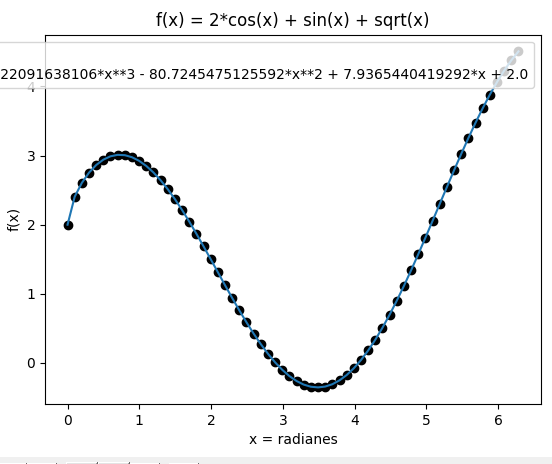 f(x) = 2*cos(x) + sin(x) + sqrt(x)
22091638106*x**3 - 80.7245475125592*x**2 + 7.9365440419292*x + 2.0
4
3
2
1
0
f(x)
0 1 2 3 4 5 6
x = radianes